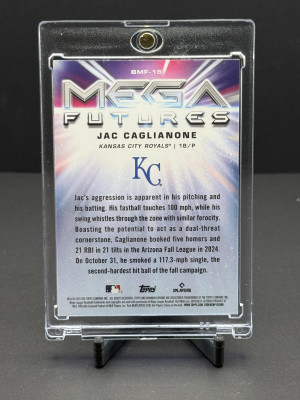 BMF-15
MEGA
FUTURES
JAC CAGLIANONE
KANSAS CITY ROYALS® | 1B/P
KC
Jac's aggression is apparent in his pitching and
his batting. His fastball touches 100 mph, while his
swing whistles through the zone with similar ferocity.
Boasting the potential to act as a dual-threat
cornerstone, Caglianone booked five homers and
21 RBI in 21 tilts in the Arizona Fall League in 2024.
On October 31, he smoked a 117.3-mph single, the
second-hardest hit ball of the fall campaign.
Topps